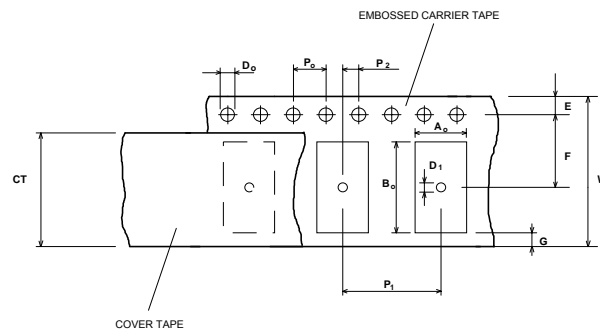 EMBOSSED CARRIER TAPE
Do
Po
P2
E
Ao
F
CT
D1
Bo
W
G
P1
COVER TAPE